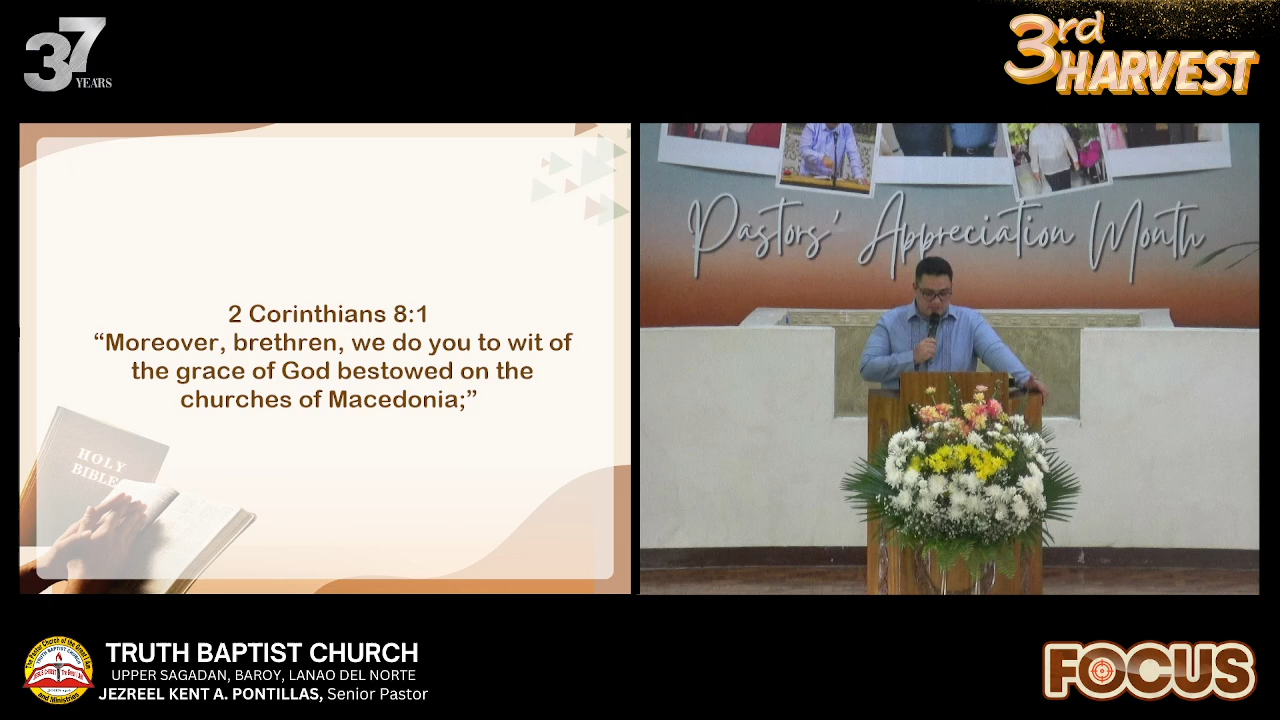 37
YEARS
3rd
HARVEST
Pastors' Appreciation Month
2 Corinthians 8:1
“Moreover, brethren, we do you to wit of
the grace of God bestowed on the
churches of Macedonia;”
HOLY
BIBLE
TRUTH BAPTIST CHURCH
UPPER SAGADAN, BAROY, LANAO DEL NORTE
JEZREEL KENT A. PONTILLAS, Senior Pastor
FOCUS